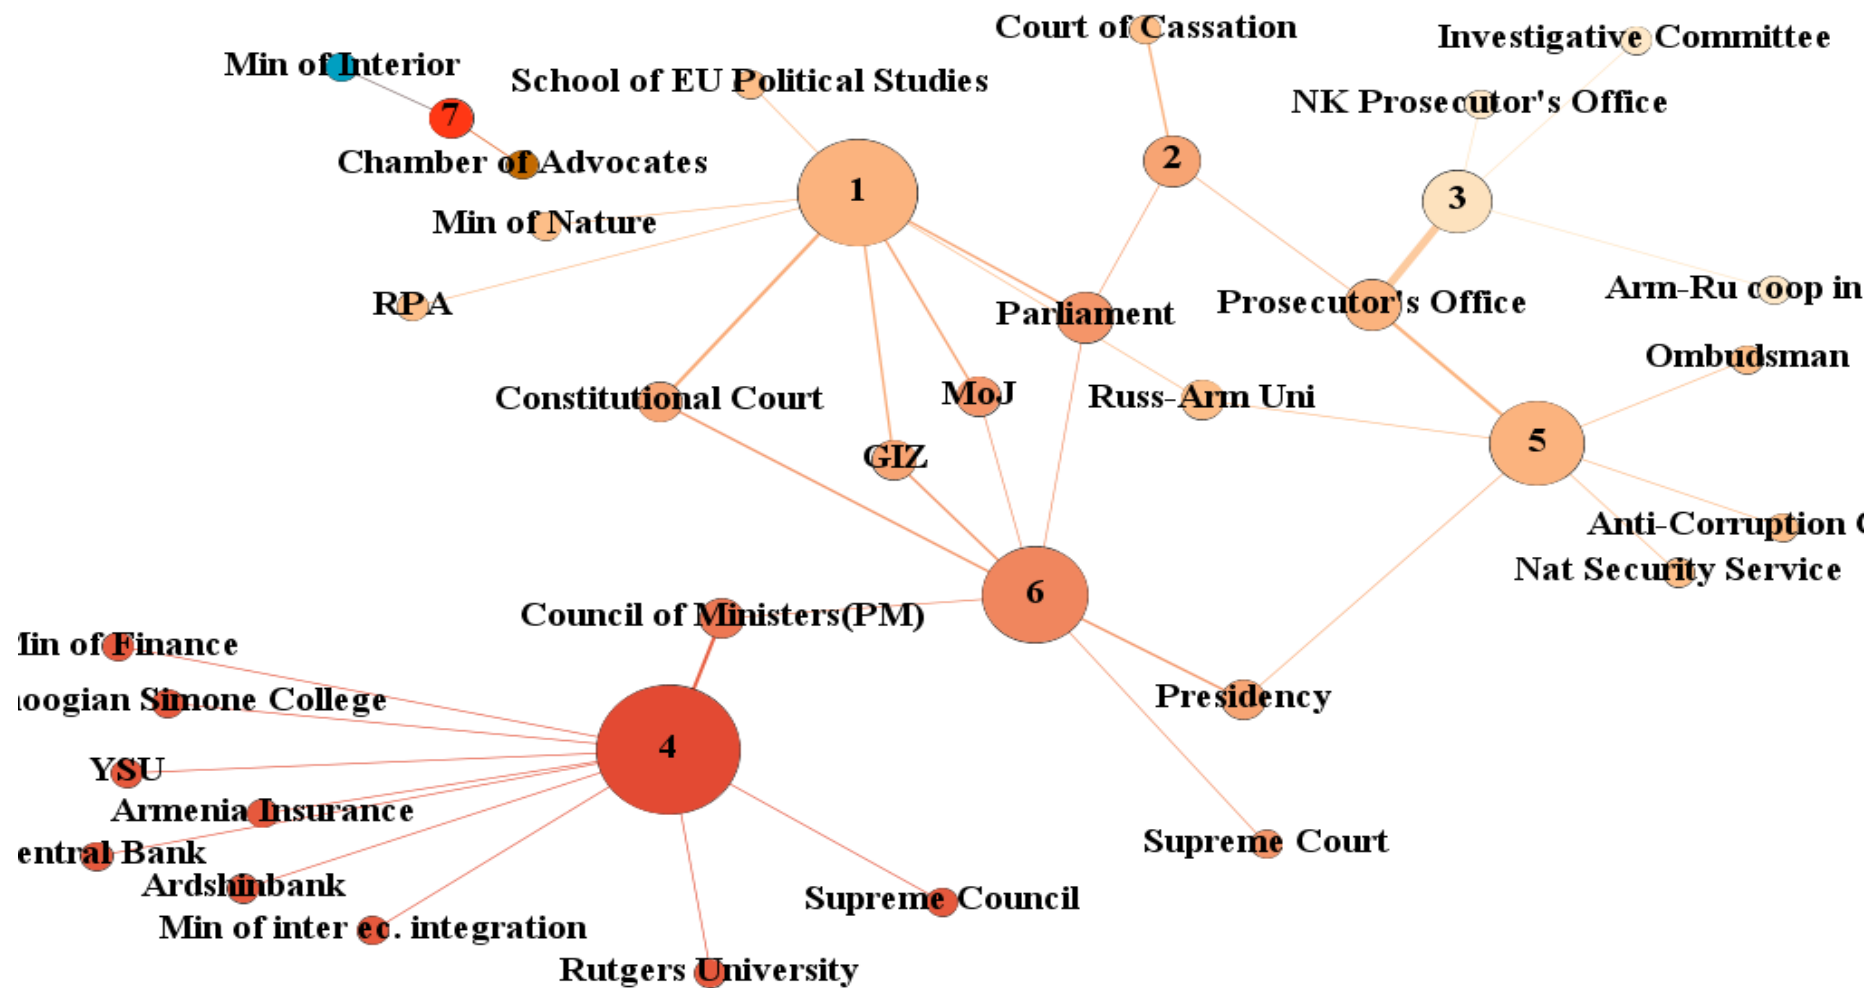 Court of Cassation
Investigative Committee
Min of Interior
School of EU Political Studies
NK Prosecutor's Office
7
Chamber of Advocates
2
1
3
Min of Nature
Arm-Ru coop in
RPA
Parliament
Prosecutor's Office
Ombudsman
Constitutional Court
MoJ
Russ-Arm Uni
5
GIZ
Anti-Corruption
Nat Security Service
6
Council of Ministers(PM)
Min of Finance
oogian Simone College
Presidency
4
YSU
Armenia Insurance
Supreme Court
entral Bank
Ardshinbank
Supreme Council
Min of inter ec. integration
Rutgers University